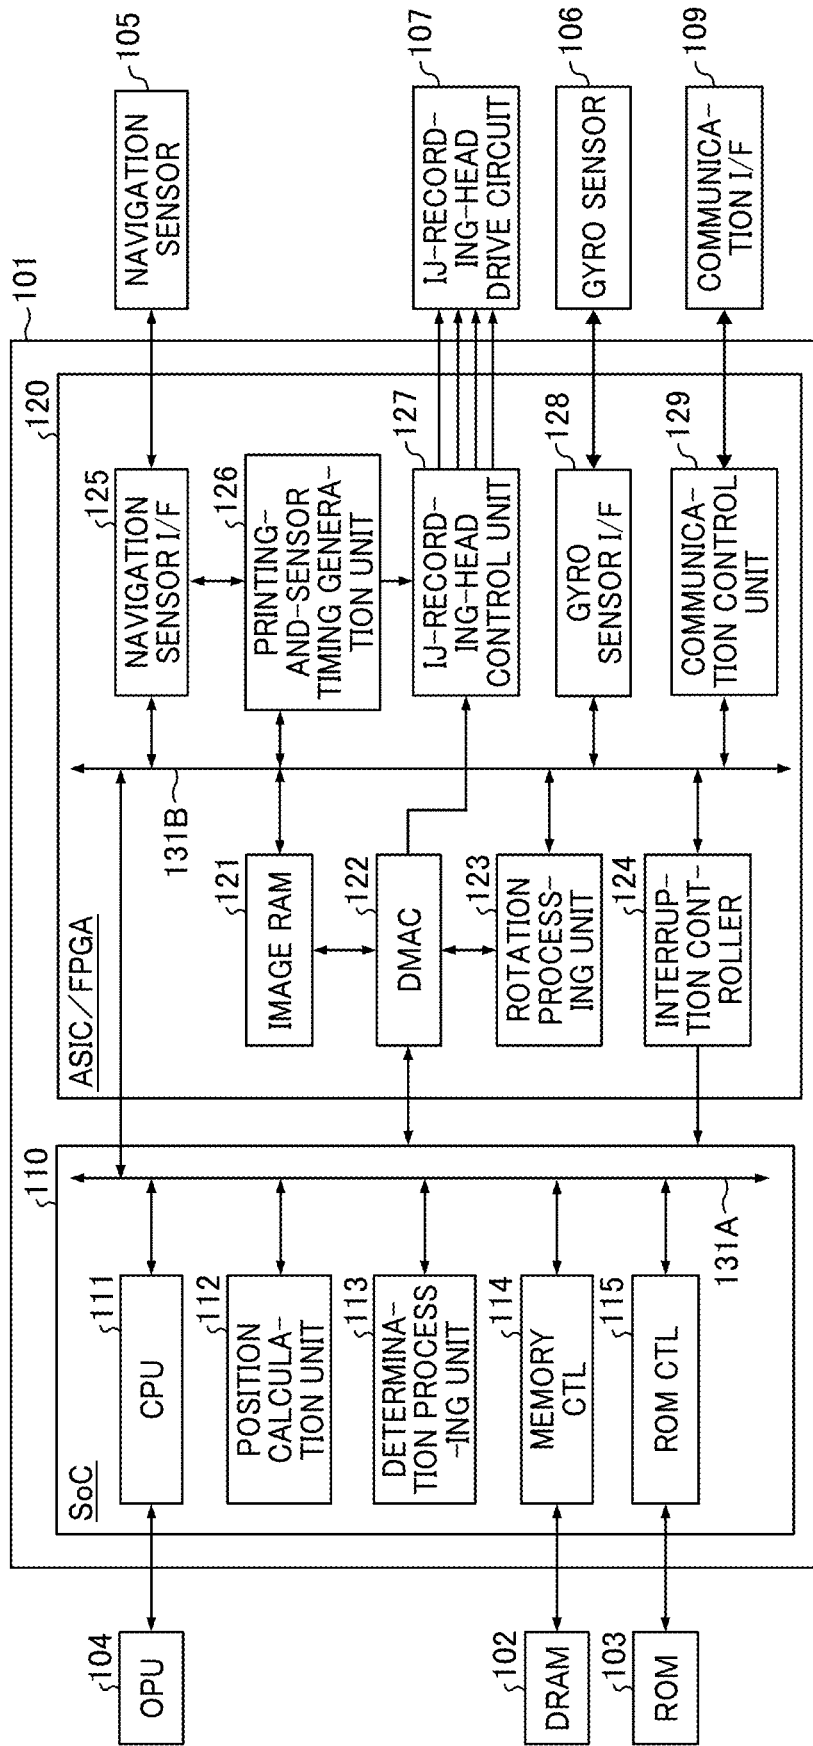 101
110
SoC
104
OPU
111
CPU
112
POSITION
CALCULA-
TION UNIT
113
DETERMINA-
TION PROCESS
-ING UNIT
102
DRAM
114
MEMORY
CTL
103
ROM
115
ROM CTL
131A
120
ASIC/FPGA
131B
121
IMAGE RAM
122
DMAC
123
ROTATION
PROCESS-
ING UNIT
124
INTERRUP-
TION CONT-
ROLLER
125
NAVIGATION
SENSOR I/F
126
PRINTING-
AND-SENSOR
TIMING GENERA-
TION UNIT
127
IJ-RECORD-
ING-HEAD
CONTROL UNIT
128
GYRO
SENSOR I/F
129
COMMUNICA-
TION CONTROL
UNIT
105
NAVIGATION
SENSOR
107
IJ-RECORD-
ING-HEAD
DRIVE CIRCUIT
106
GYRO SENSOR
109
COMMUNICA-
TION I/F